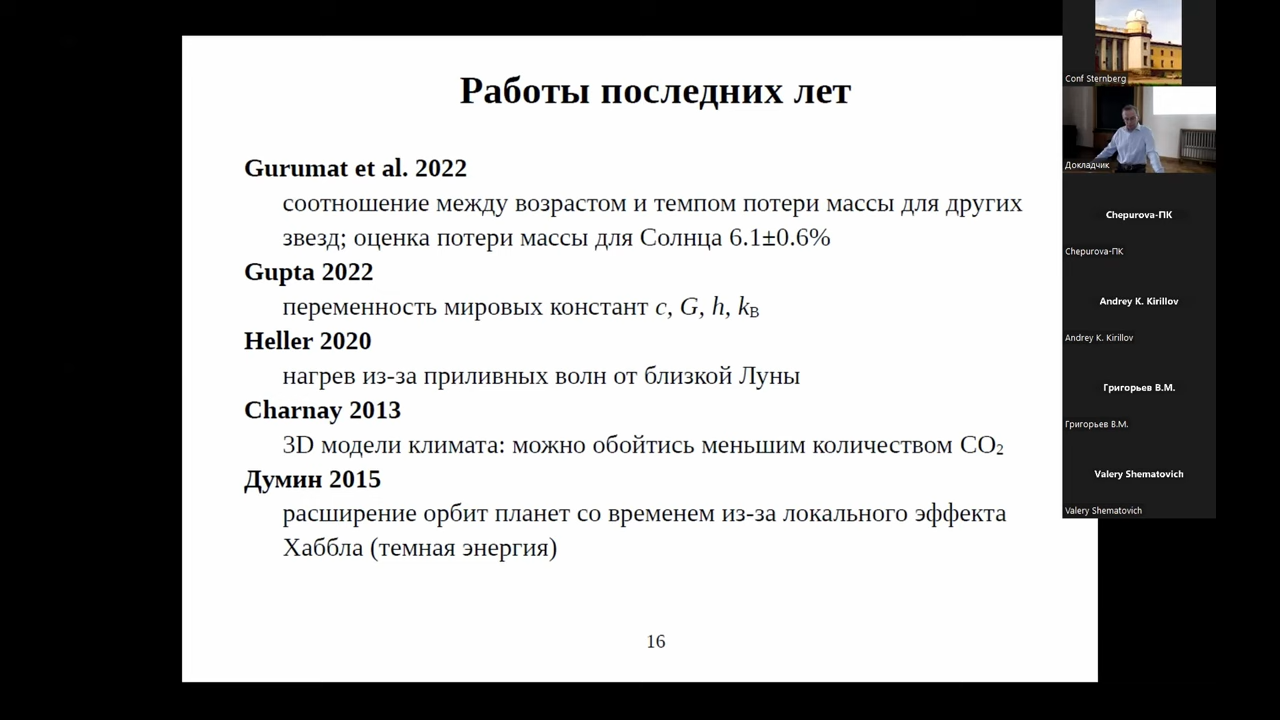 Работы последних лет
Gurumat et al. 2022
соотношение между возрастом и темпом потери массы для других
звезд; оценка потери массы для Солнца 6.1±0.6%
Gupta 2022
переменность мировых констант c, G, h, kB
Heller 2020
нагрев из-за приливных волн от близкой Луны
Charnay 2013
3D модели климата: можно обойтись меньшим количеством CO₂
Думин 2015
расширение орбит планет со временем из-за локального эффекта
Хаббла (темная энергия)
16
Conf Sternberg
Докладчик
Chepurova-ПК
Chepurova-ПК
Andrey K. Kirillov
Andrey K. Kirillov
Григорьев В.М.
Григорьев В.М.
Valery Shematovich
Valery Shematovich